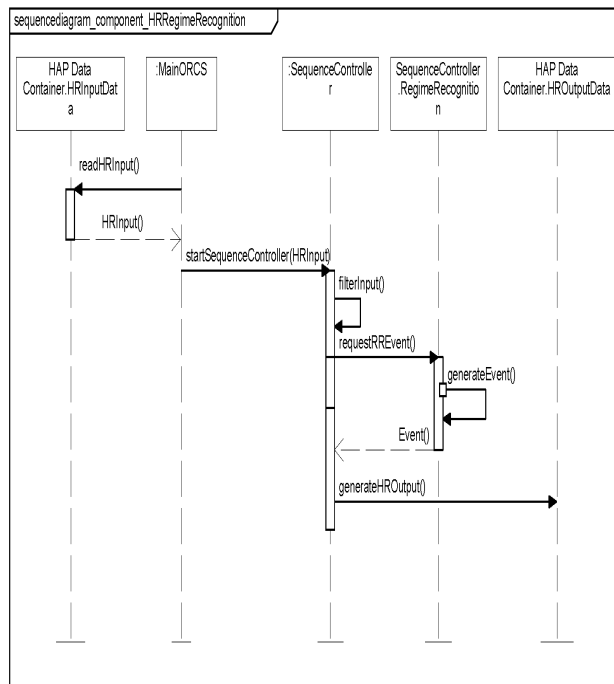 sequencediagram_component_HRRegimeRecognition
HAP Data
Container.HRInputDat
a
:MainORCS
:SequenceControlle
r
SequenceController
.RegimeRecognitio
n
HAP Data
Container.HROutputData
readHRInput()
HRInput()
startSequenceController(HRInput)
filterInput()
requestRREvent()
generateEvent()
Event()
generateHROutput()